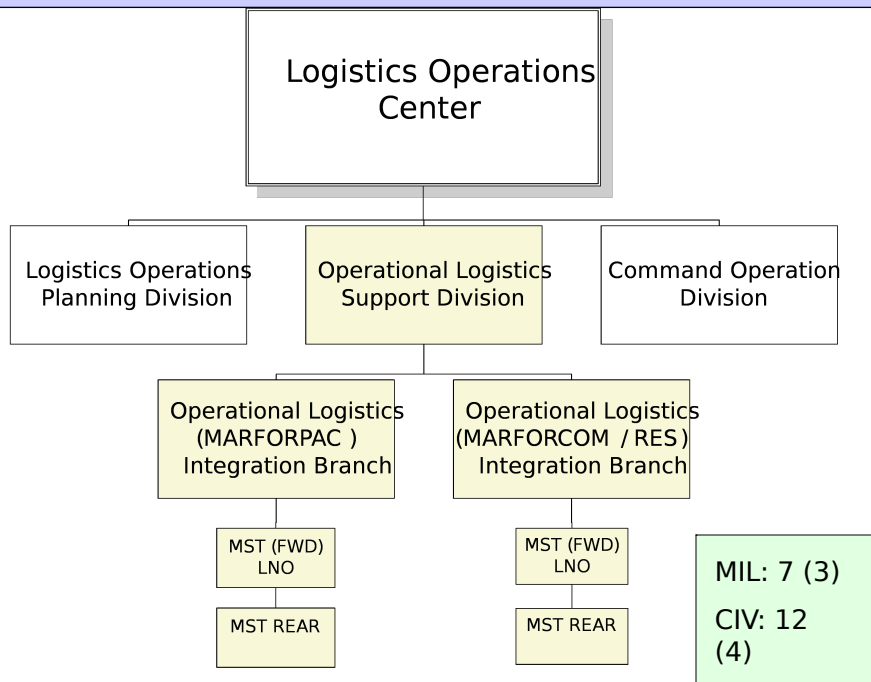 Logistics Operations
Center
Logistics Operations
Planning Division
Operational Logistics
Support Division
Command Operation
Division
Operational Logistics
(MARFORPAC )
Integration Branch
Operational Logistics
(MARFORCOM / RES)
Integration Branch
MST (FWD)
LNO
MST REAR
MST (FWD)
LNO
MST REAR
MIL: 7 (3)
CIV: 12
(4)